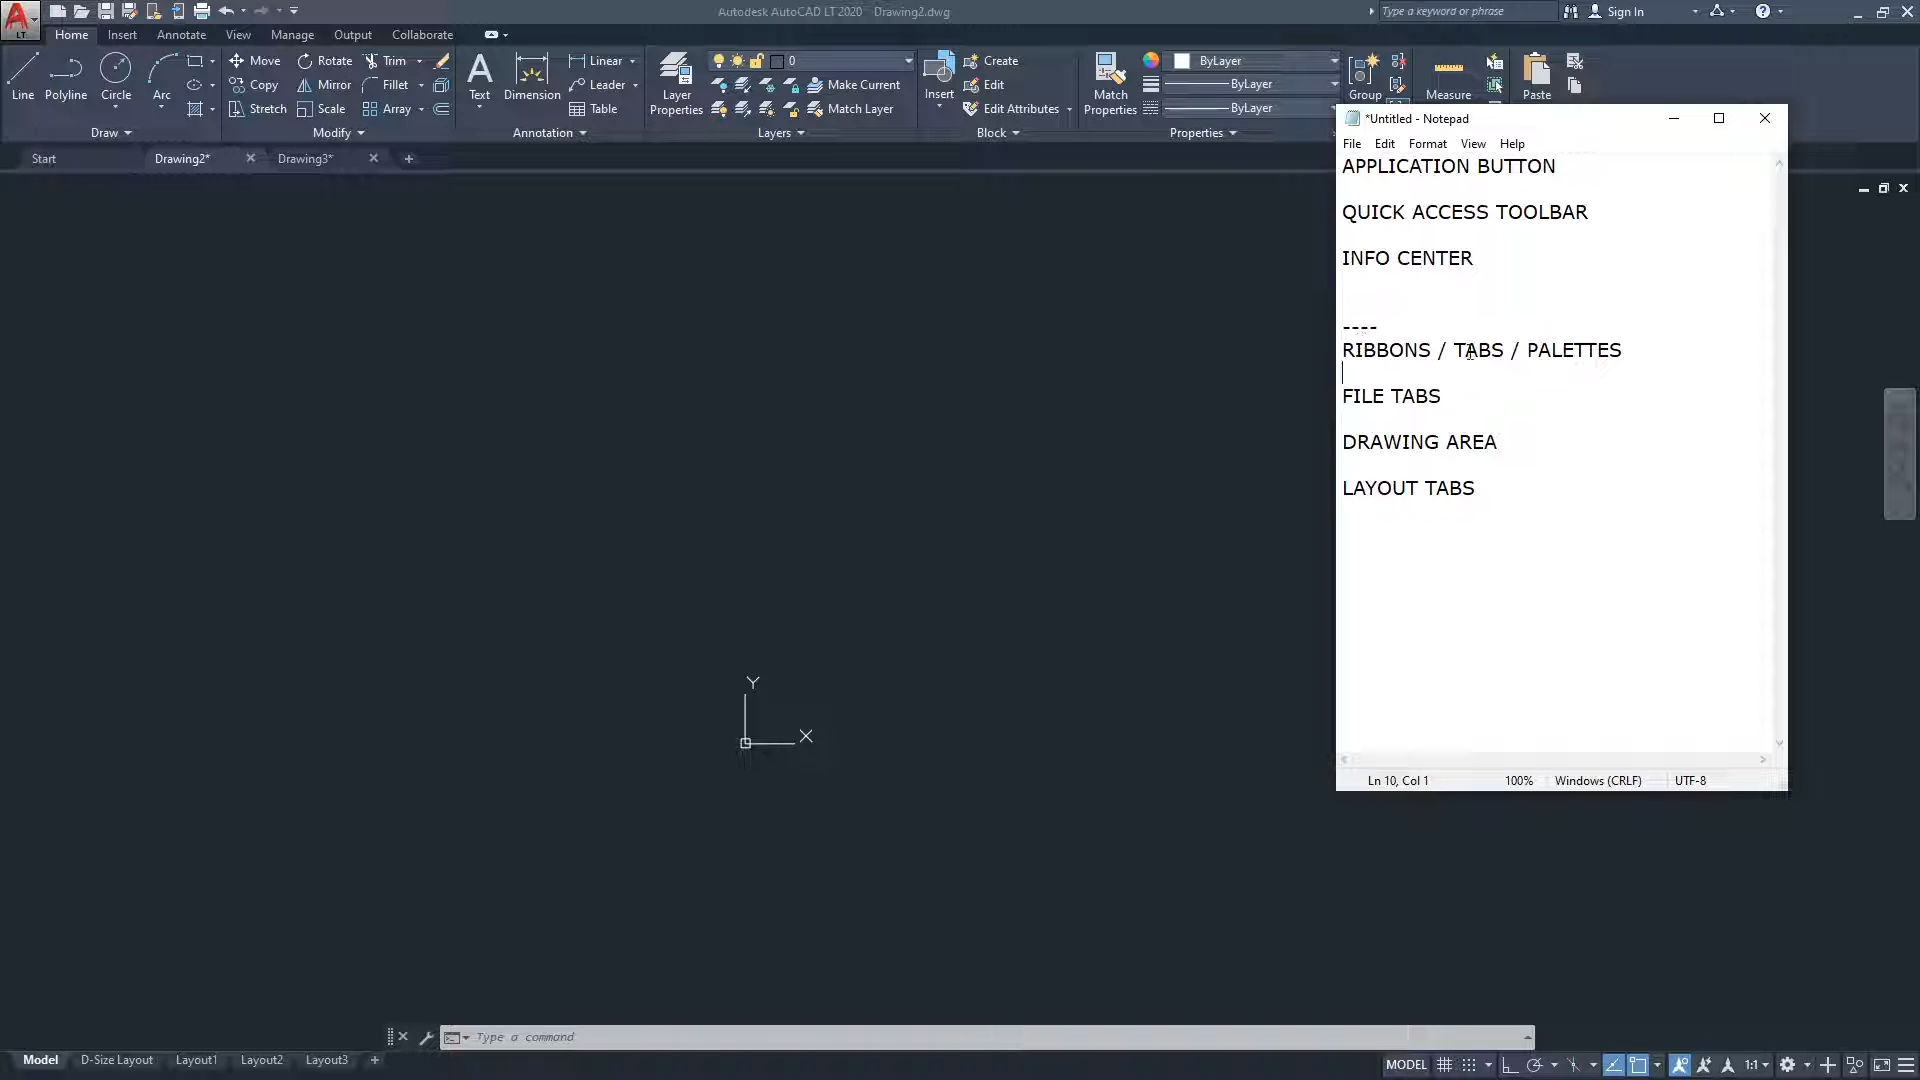 Autodesk AutoCAD LT 2020 Drawing2.dwg
Type a keyword or phrase
Sign In
LT
Home Insert Annotate View Manage Output Collaborate
Line Polyline Circle Arc
Move Rotate Trim
Copy Mirror Fillet
Stretch Scale Array
Text Dimension
Linear
Leader
Table
Layer Properties
0
Make Current
Match Layer
Insert
Create
Edit
Edit Attributes
Match Properties
ByLayer
ByLayer
ByLayer
Group
Measure
Paste
Draw Modify Annotation Layers Block Properties
Start Drawing2* Drawing3*
*Untitled - Notepad
File Edit Format View Help
APPLICATION BUTTON
QUICK ACCESS TOOLBAR
INFO CENTER
----
RIBBONS / TABS / PALETTES
FILE TABS
DRAWING AREA
LAYOUT TABS
Ln 10, Col 1 100% Windows (CRLF) UTF-8
Y
X
Type a command
Model D-Size Layout Layout1 Layout2 Layout3 +
MODEL 1:1